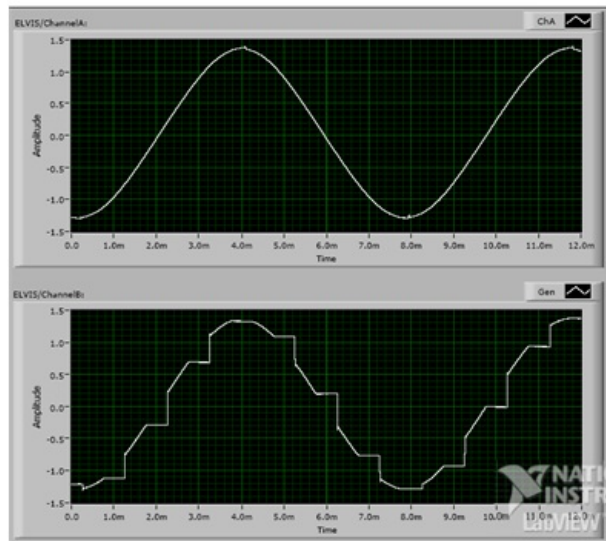 ELVIS/ChannelA:
ChA
Amplitude
1.5
1.0
0.5
0.0
-0.5
-1.0
-1.5
0.0 1.0m 2.0m 3.0m 4.0m 5.0m 6.0m 7.0m 8.0m 9.0m 10.0m 11.0m 12.0m
Time
ELVIS/ChannelB:
Gen
Amplitude
1.5
1.0
0.5
0.0
-0.5
-1.0
-1.5
0.0 1.0m 2.0m 3.0m 4.0m 5.0m 6.0m 7.0m 8.0m 9.0m 10.0m 12.0m
Time
NATI
INSTR
LabVIEW